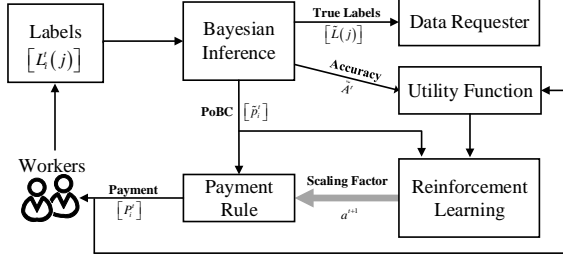 Labels
[L_i^t(j)]
Bayesian
Inference
True Labels
[L̃(j)]
Data Requester
Accuracy
Ã^t
Utility Function
PoBC [p̃_i^t]
Workers
Payment
[P_i^t]
Payment
Rule
Scaling Factor
a^{t+1}
Reinforcement
Learning